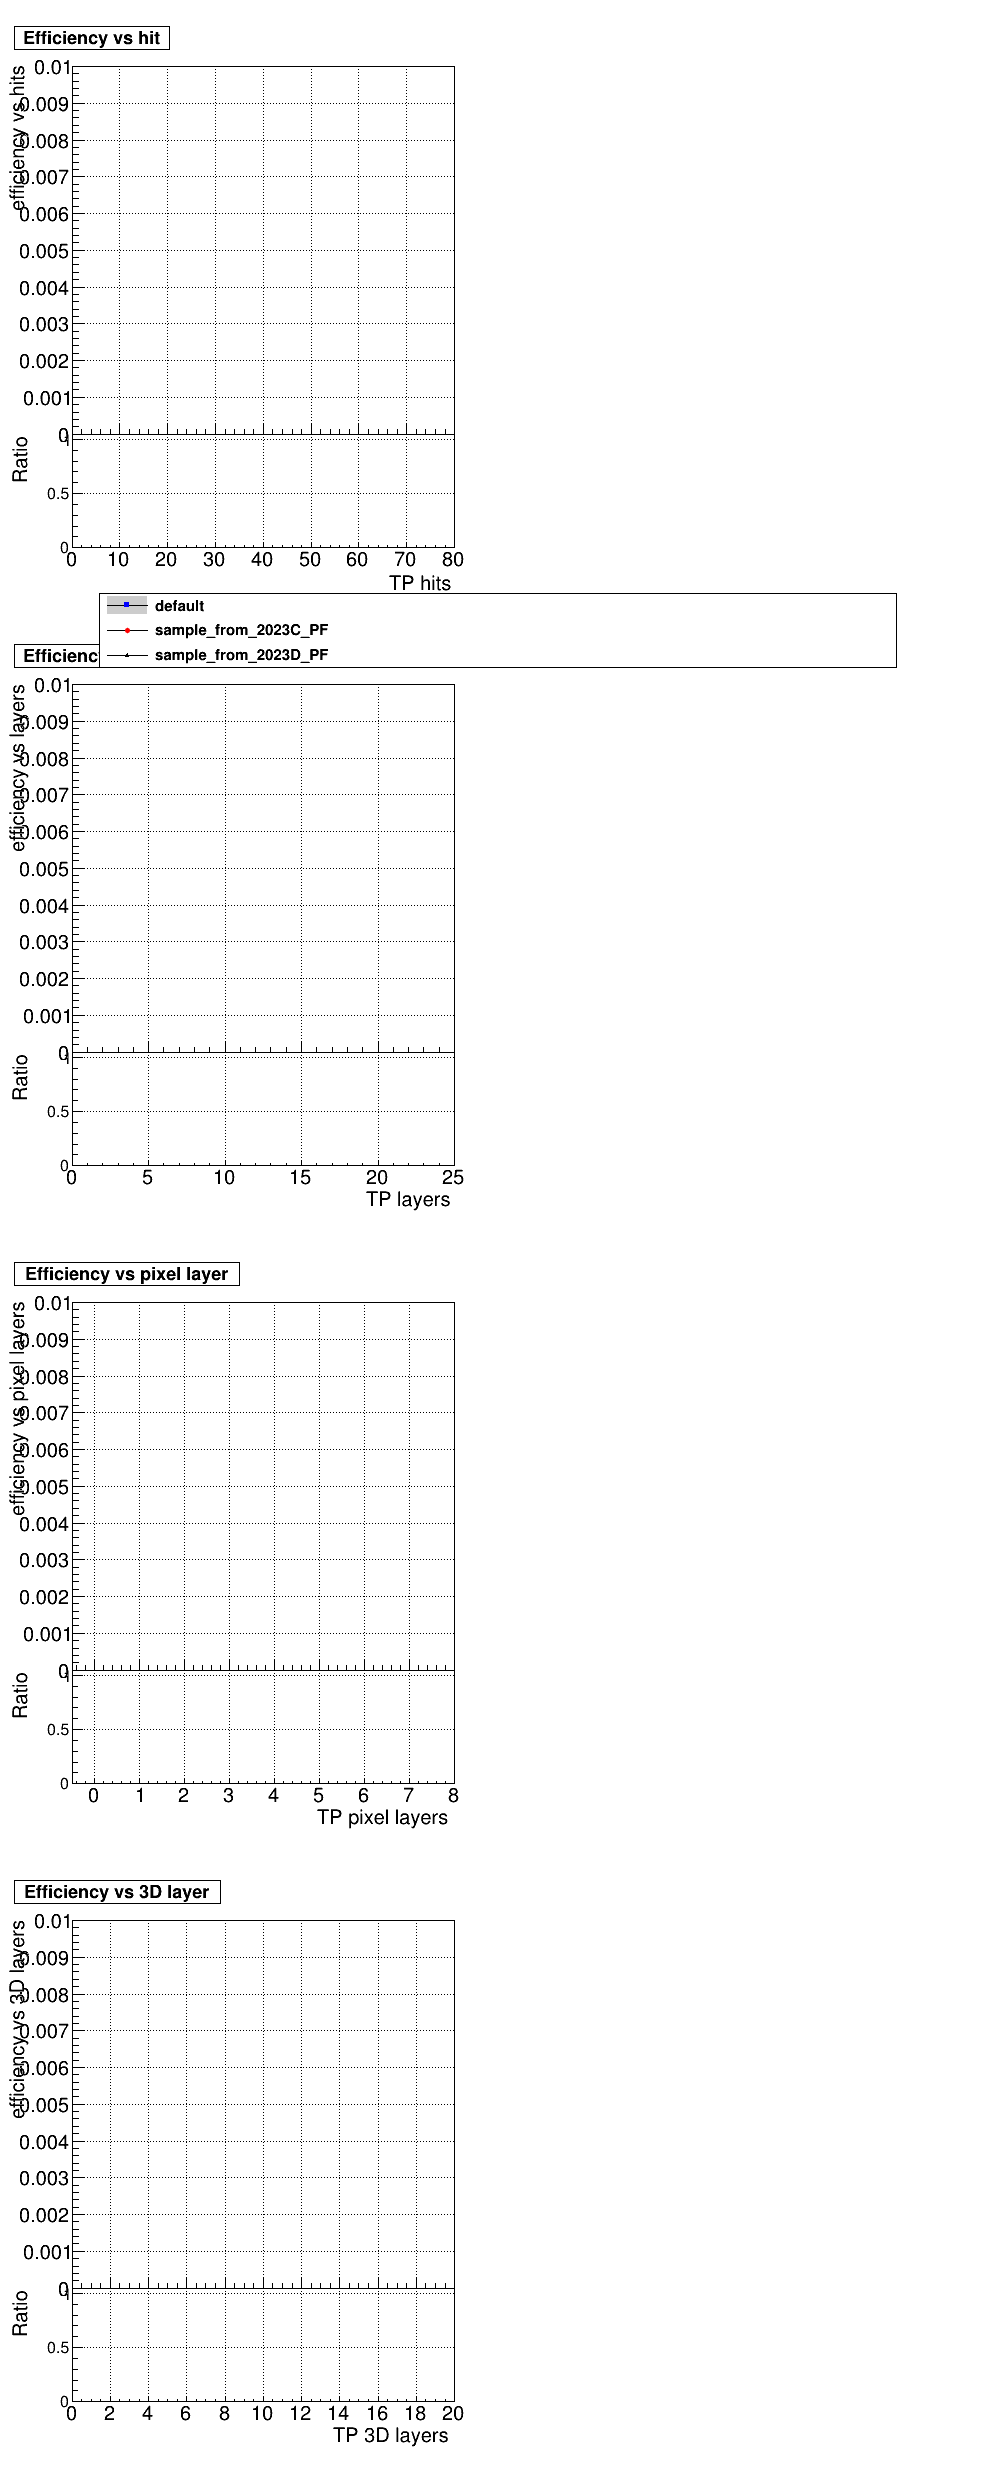 Efficiency vs hit
efficiency vs hits
0.01
0.009
0.008
0.007
0.006
0.005
0.004
0.003
0.002
0.001
0
Ratio
1
0.5
0
0 10 20 30 40 50 60 70 80
TP hits
default
sample_from_2023C_PF
sample_from_2023D_PF
Efficienc
efficiency vs layers
0.01
0.009
0.008
0.007
0.006
0.005
0.004
0.003
0.002
0.001
0
Ratio
1
0.5
0
0 5 10 15 20 25
TP layers
Efficiency vs pixel layer
efficiency vs pixel layers
0.01
0.009
0.008
0.007
0.006
0.005
0.004
0.003
0.002
0.001
0
Ratio
1
0.5
0
0 1 2 3 4 5 6 7 8
TP pixel layers
Efficiency vs 3D layer
efficiency vs 3D layers
0.01
0.009
0.008
0.007
0.006
0.005
0.004
0.003
0.002
0.001
0
Ratio
1
0.5
0
0 2 4 6 8 10 12 14 16 18 20
TP 3D layers